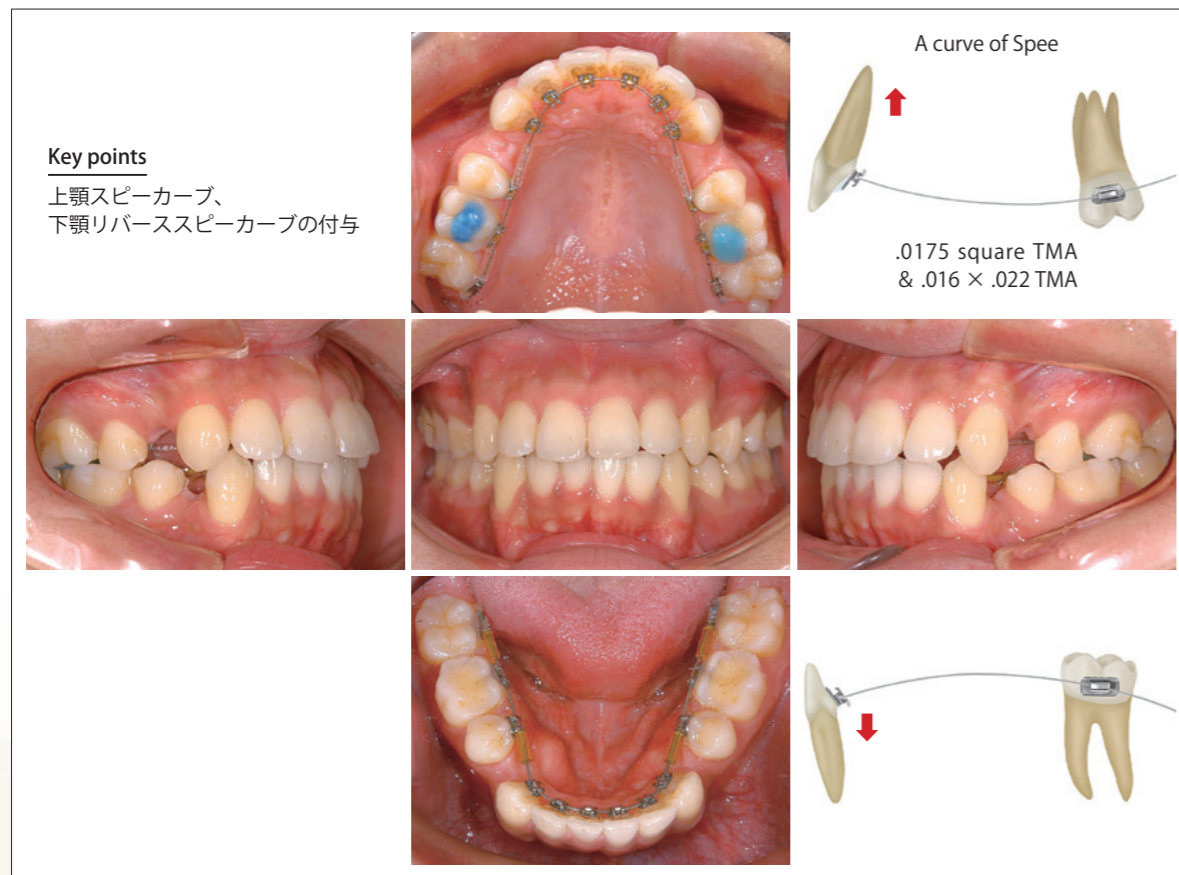 Key points
上顎スピーカーブ、
下顎リバーススピーカーブの付与
A curve of Spee
.0175 square TMA
& .016 × .022 TMA